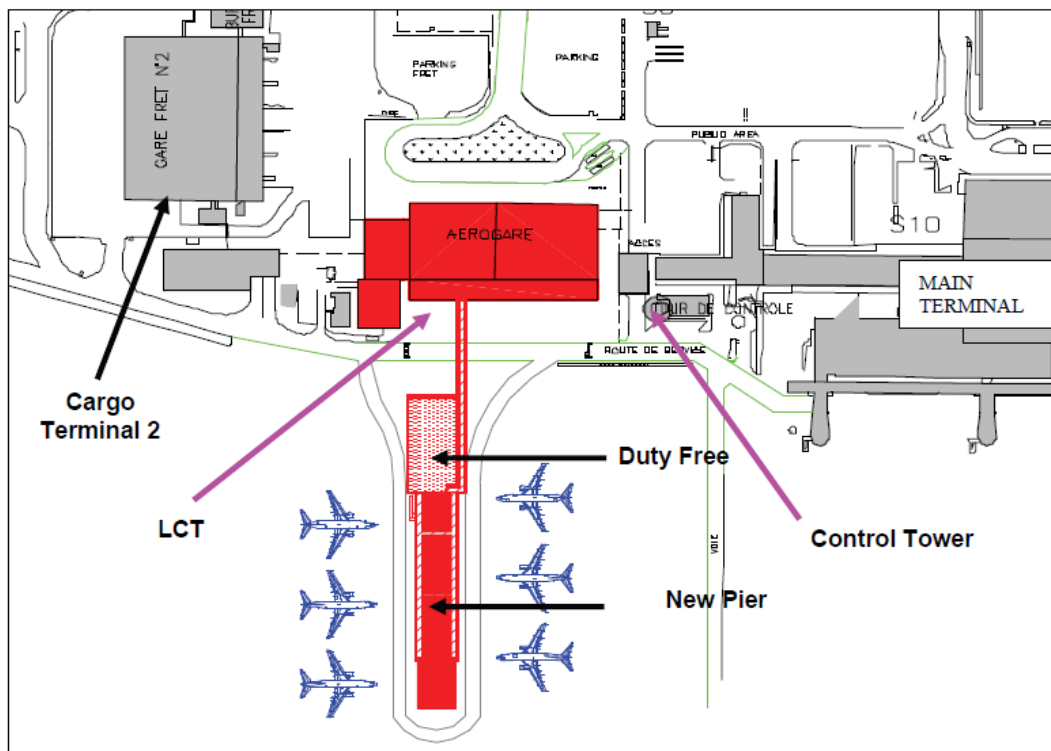 GARE FRET N°2
PARKING
FRET
PARKING
PUBLIC AREA
AEROGARE
ACCES
S10
MAIN
TERMINAL
TOUR DE CONTROLE
ROUTE DE SERVICE
Cargo
Terminal 2
Duty Free
LCT
Control Tower
VOIE
New Pier